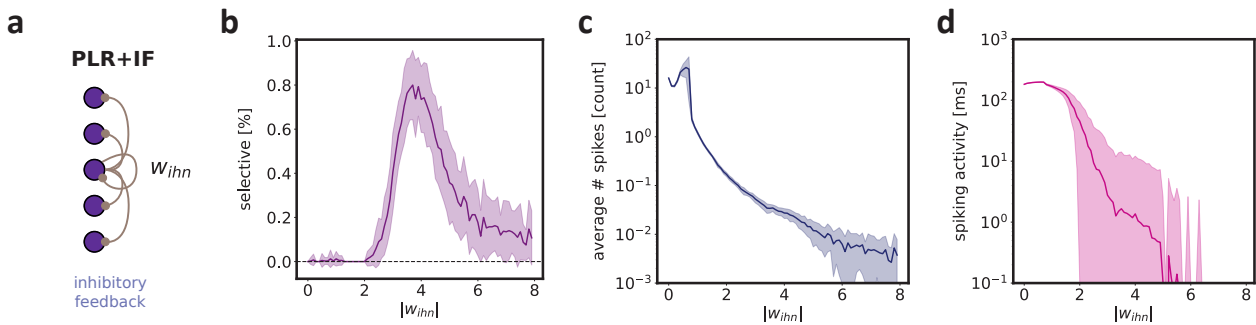 a
PLR+IF
w_ihn
inhibitory
feedback
b
selective [%]
1.0
0.8
0.6
0.4
0.2
0.0
0 2 4 6 8
|w_ihn|
c
average # spikes [count]
10^2
10^1
10^0
10^-1
10^-2
10^-3
0 2 4 6 8
|w_ihn|
d
spiking activity [ms]
10^3
10^2
10^1
10^0
10^-1
0 2 4 6 8
|w_ihn|